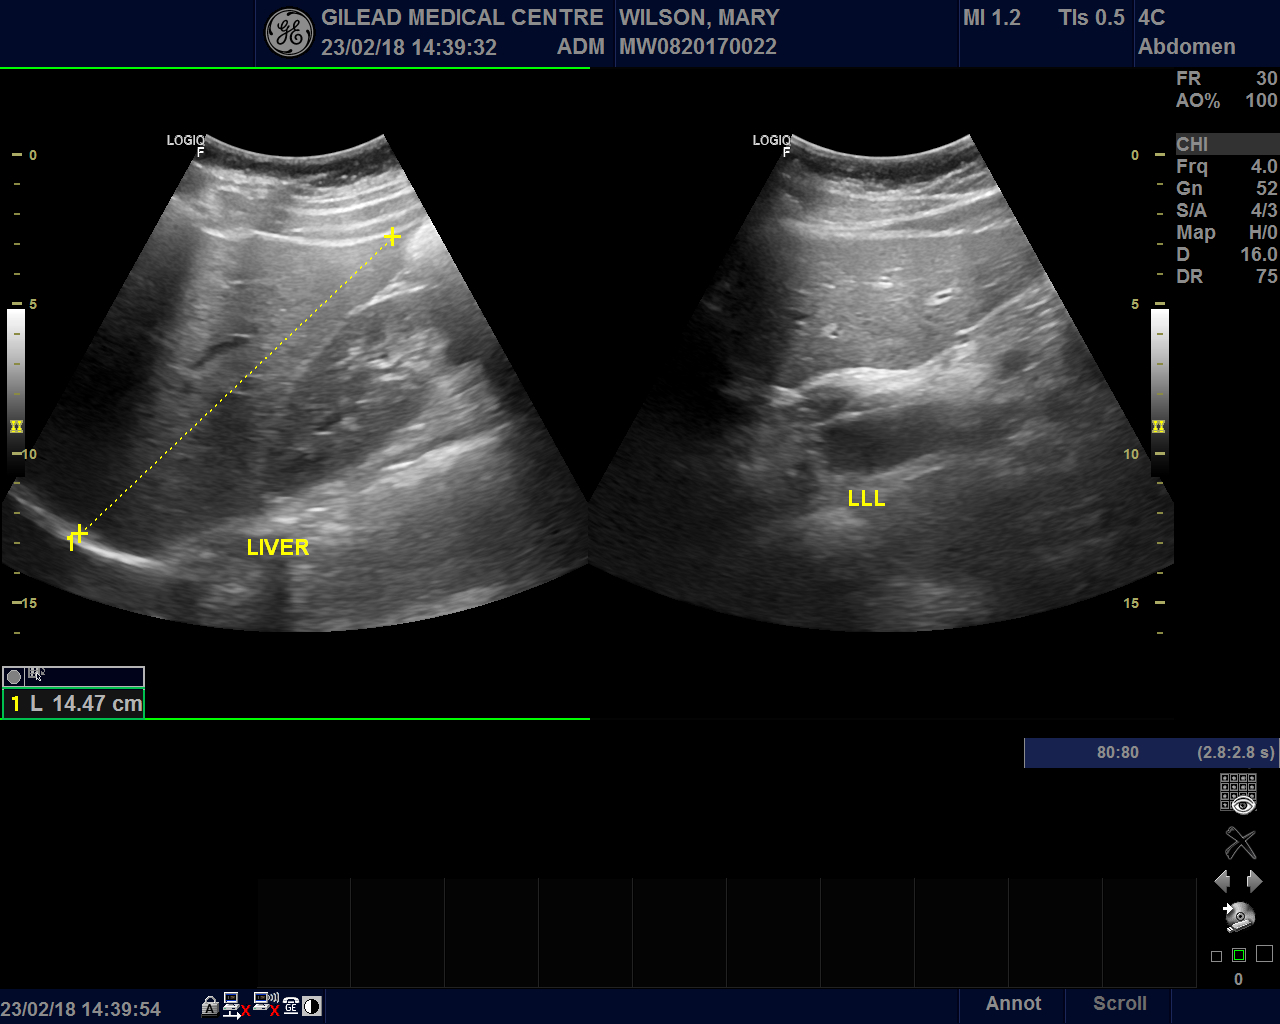 GILEAD MEDICAL CENTRE
23/02/18 14:39:32 ADM
WILSON, MARY
MW0820170022
MI 1.2 TIs 0.5
4C
Abdomen
FR 30
AO% 100
CHI
Frq 4.0
Gn 52
S/A 4/3
Map H/0
D 16.0
DR 75
LOGIQ
F
0
5
10
15
1
LIVER
LOGIQ
F
0
5
10
15
LLL
1 L 14.47 cm
80:80 (2.8:2.8 s)
0
23/02/18 14:39:54
Annot
Scroll